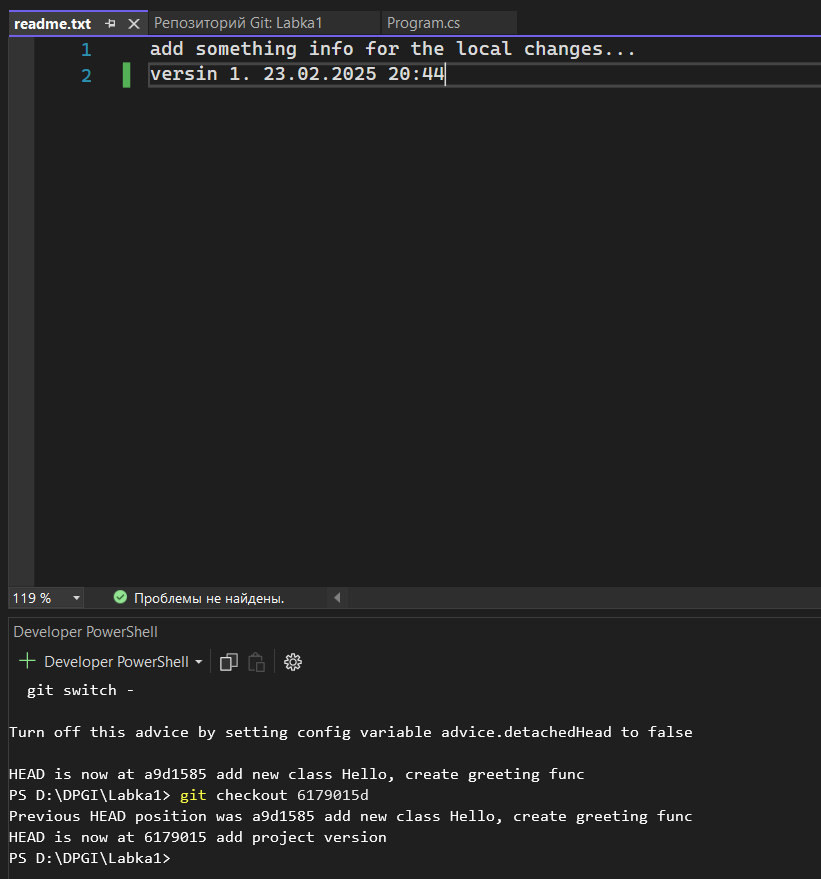 readme.txt Репозиторий Git: Labka1 Program.cs
1 add something info for the local changes...
2 versin 1. 23.02.2025 20:44
119 % Проблемы не найдены.
Developer PowerShell
Developer PowerShell
git switch -
Turn off this advice by setting config variable advice.detachedHead to false
HEAD is now at a9d1585 add new class Hello, create greeting func
PS D:\DPGI\Labka1> git checkout 6179015d
Previous HEAD position was a9d1585 add new class Hello, create greeting func
HEAD is now at 6179015 add project version
PS D:\DPGI\Labka1>